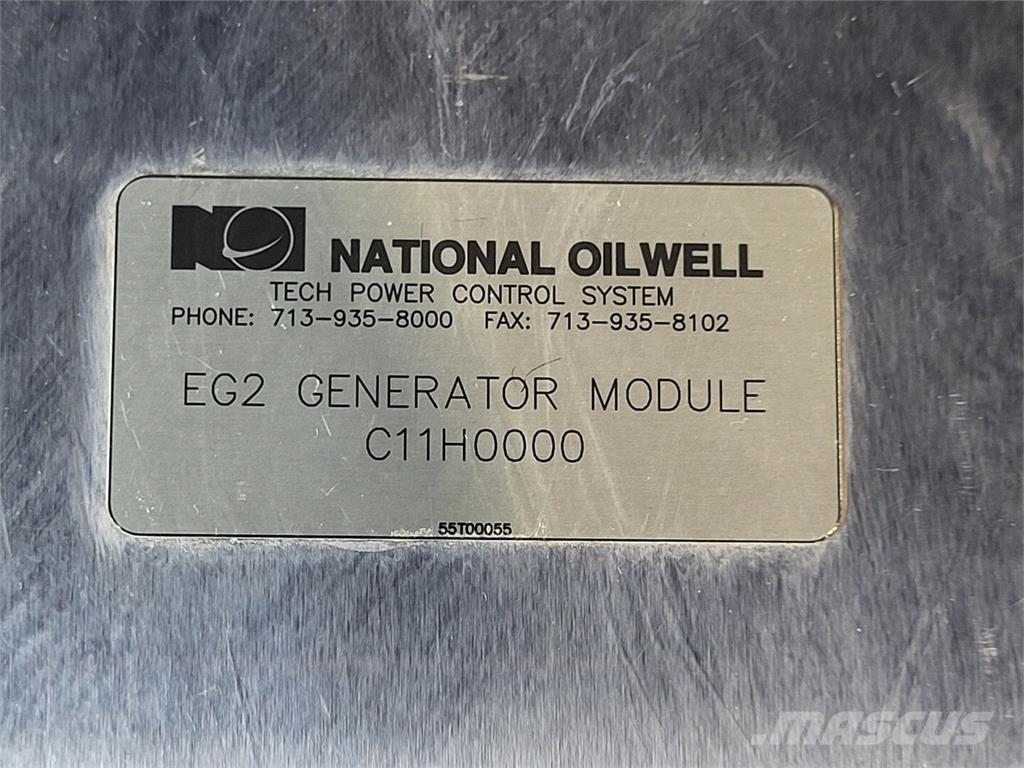 NOI NATIONAL OILWELL
TECH POWER CONTROL SYSTEM
PHONE: 713-935-8000 FAX: 713-935-8102
EG2 GENERATOR MODULE
C11H0000
55T00055
MASCUS